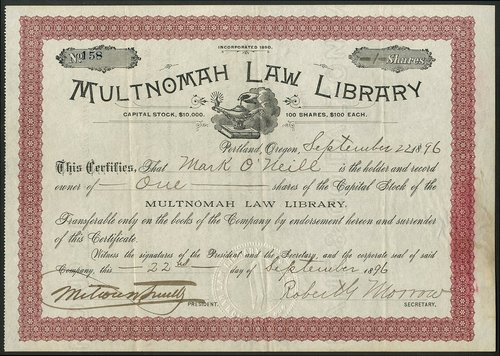 INCORPORATED 1890.
No. 158
-1- Shares
MULTNOMAH LAW LIBRARY
CAPITAL STOCK, $10,000. 100 SHARES, $100 EACH.
Portland, Oregon, September 22 1896
This Certifies, That Mark O'Neill is the holder and record
owner of One shares of the Capital Stock of the
MULTNOMAH LAW LIBRARY.
Transferable only on the books of the Company by endorsement hereon and surrender
of this Certificate.
Witness the signatures of the President and the Secretary, and the corporate seal of said
Company, this 22nd day of September 1896
Robert G Morrow
PRESIDENT. SECRETARY.